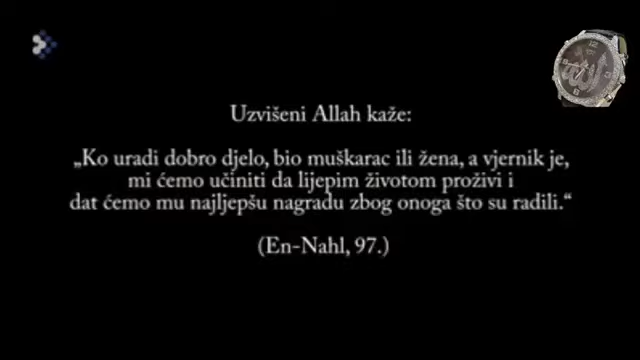 Uzvišeni Allah kaže:
„Ko uradi dobro djelo, bio muškarac ili žena, a vjernik je,
mi ćemo učiniti da lijepim životom proživi i
dat ćemo mu najljepšu nagradu zbog onoga što su radili.“
(En-Nahl, 97.)
الله